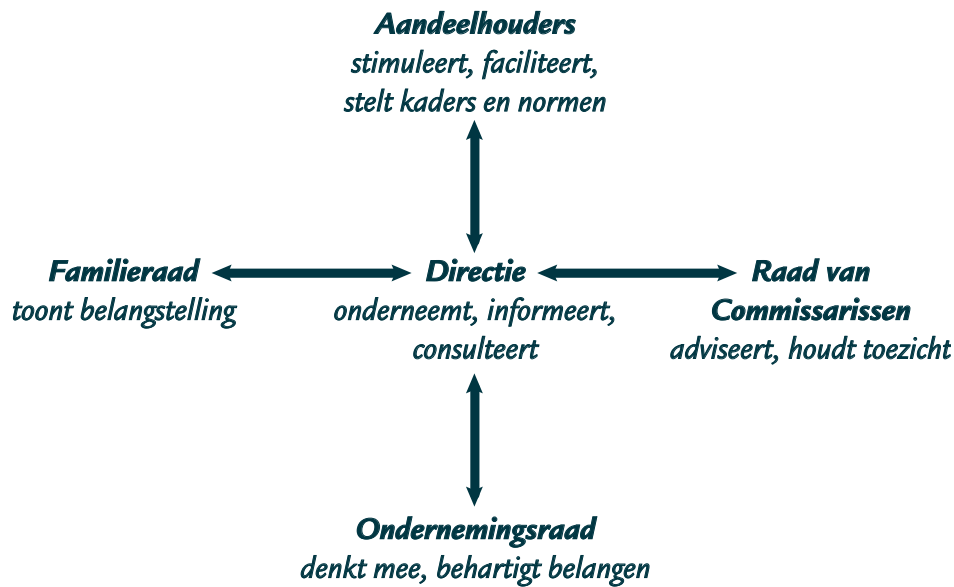 Aandeelhouders
stimuleert, faciliteert,
stelt kaders en normen
Familieraad
toont belangstelling
Directie
onderneemt, informeert,
consulteert
Raad van
Commissarissen
adviseert, houdt toezicht
Ondernemingsraad
denkt mee, behartigt belangen